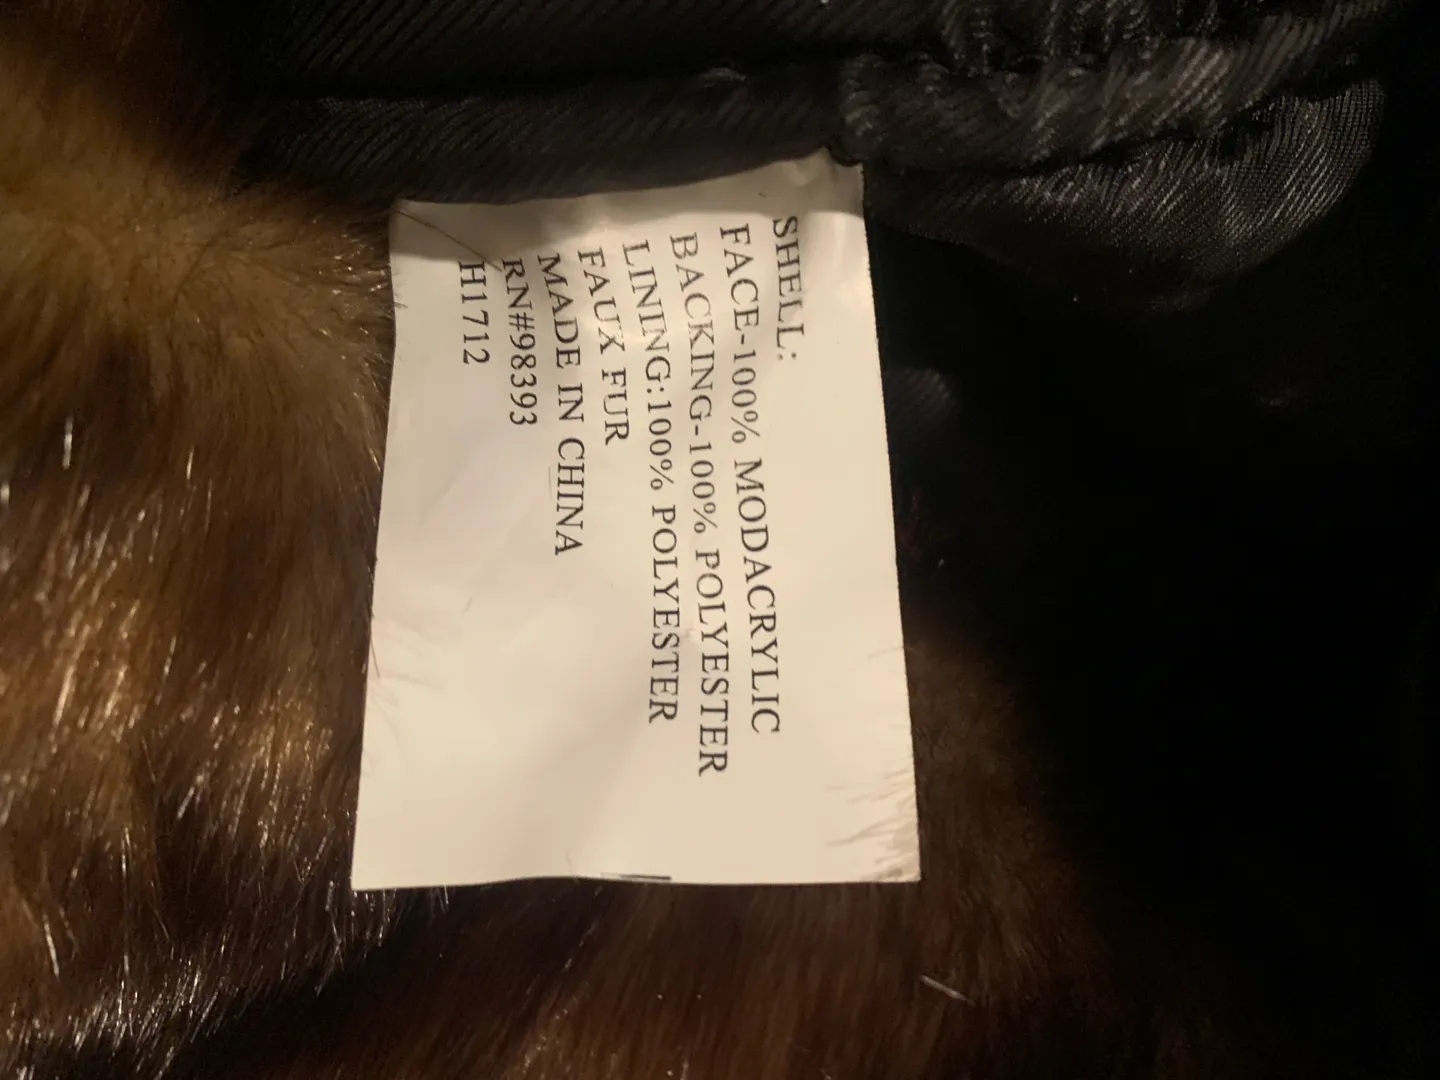 SHELL:
FACE-100% MODACRYLIC
BACKING-100% POLYESTER
LINING:100% POLYESTER
FAUX FUR
MADE IN CHINA
RN#98393
H1712